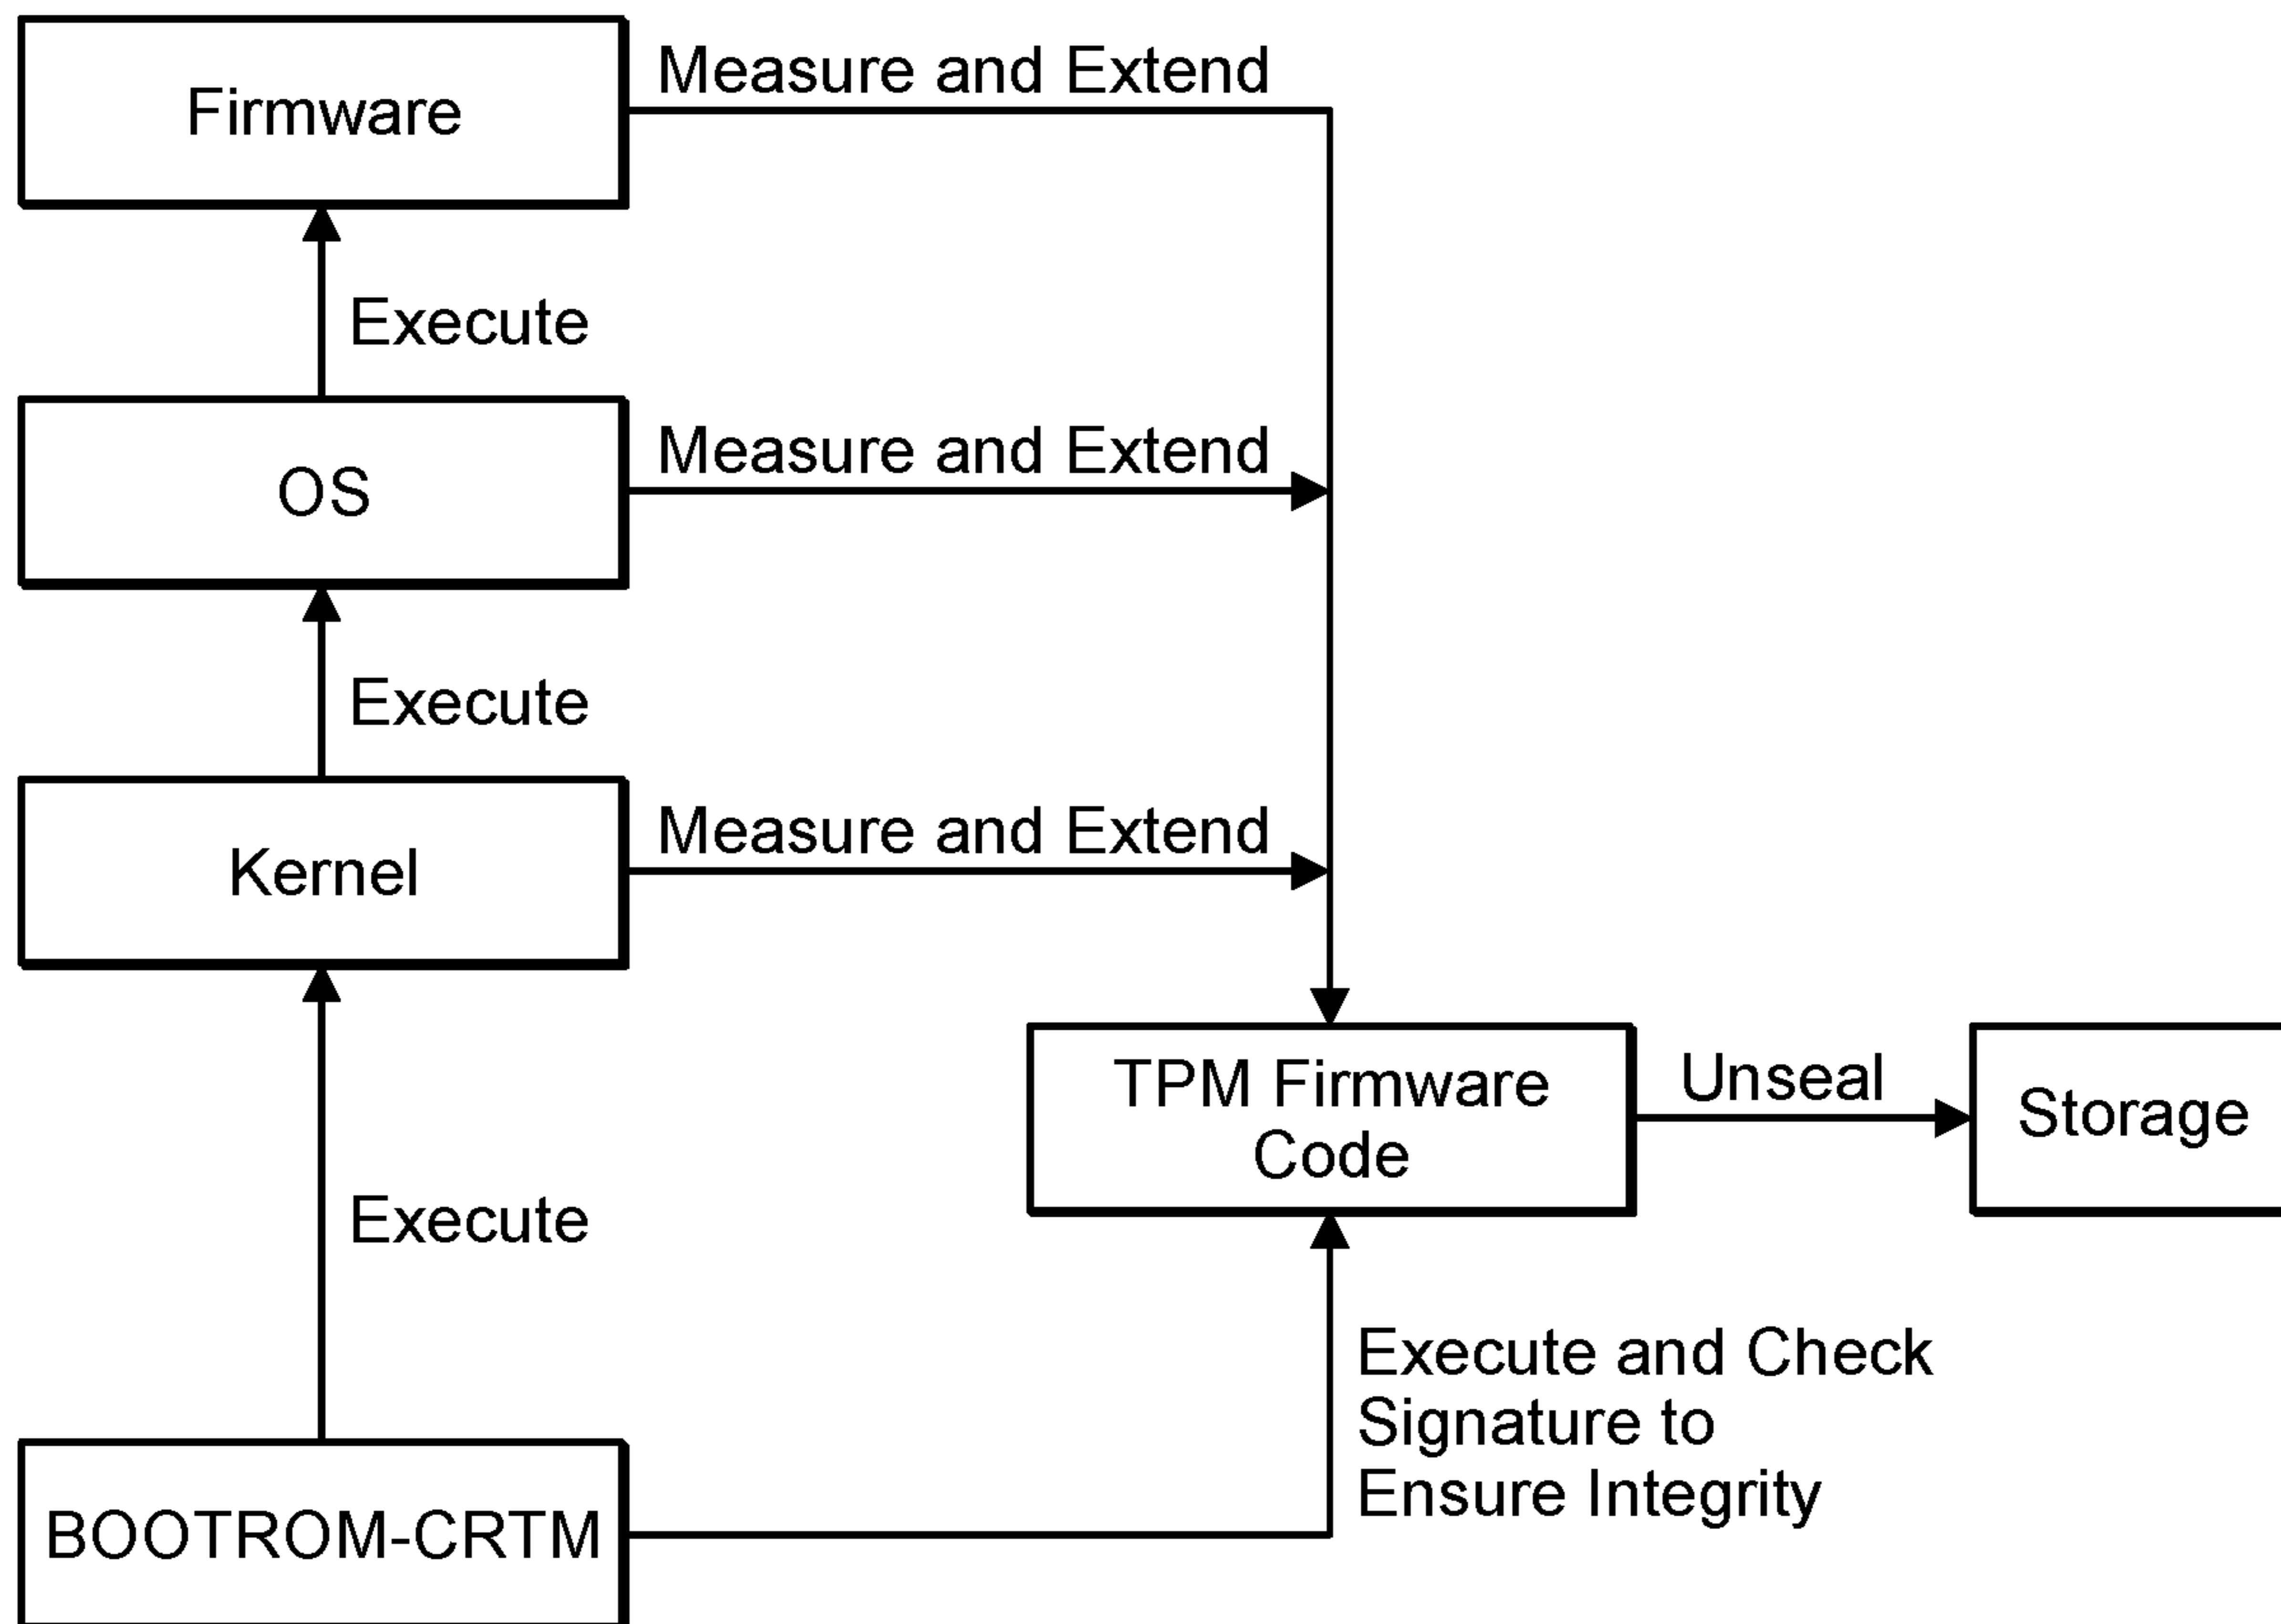 Firmware
Measure and Extend
Execute
OS
Measure and Extend
Execute
Kernel
Measure and Extend
Execute
TPM Firmware
Code
Unseal
Storage
BOOTROM-CRTM
Execute and Check
Signature to
Ensure Integrity